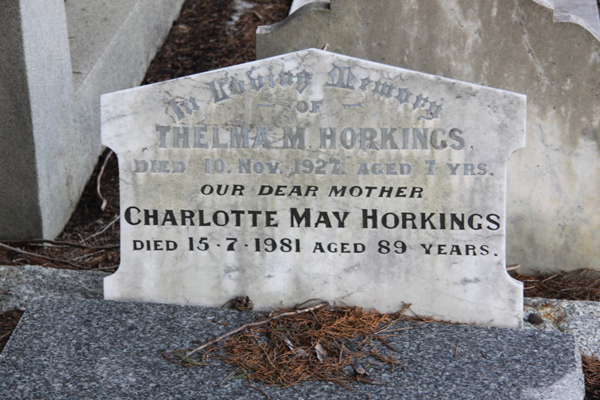 In Loving Memory
OF
THELMA M. HORKINGS.
DIED 10. NOV. 1927. AGED 7 YRS.
OUR DEAR MOTHER
CHARLOTTE MAY HORKINGS
DIED 15·7·1981 AGED 89 YEARS.